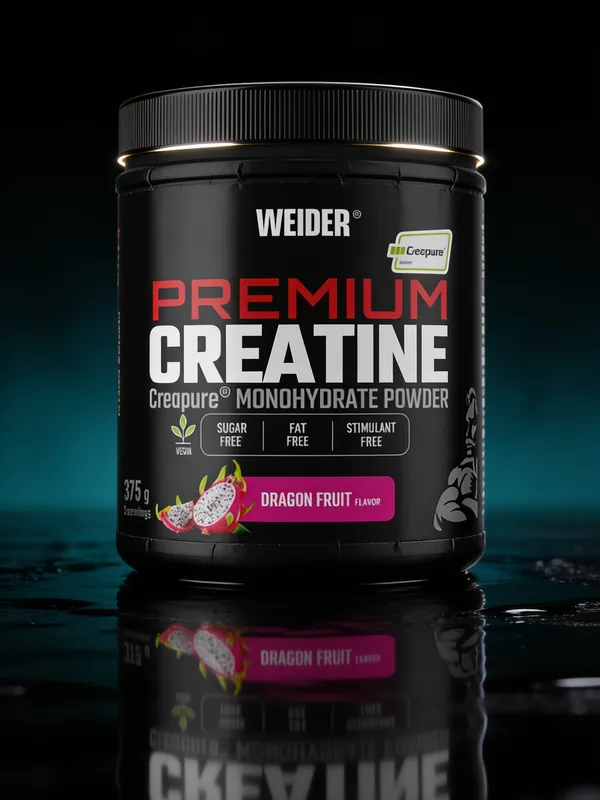 WEIDER®
Creapure®
PREMIUM
CREATINE
Creapure® MONOHYDRATE POWDER
VEGAN
SUGAR FREE
FAT FREE
STIMULANT FREE
375 g
DRAGON FRUIT FLAVOR